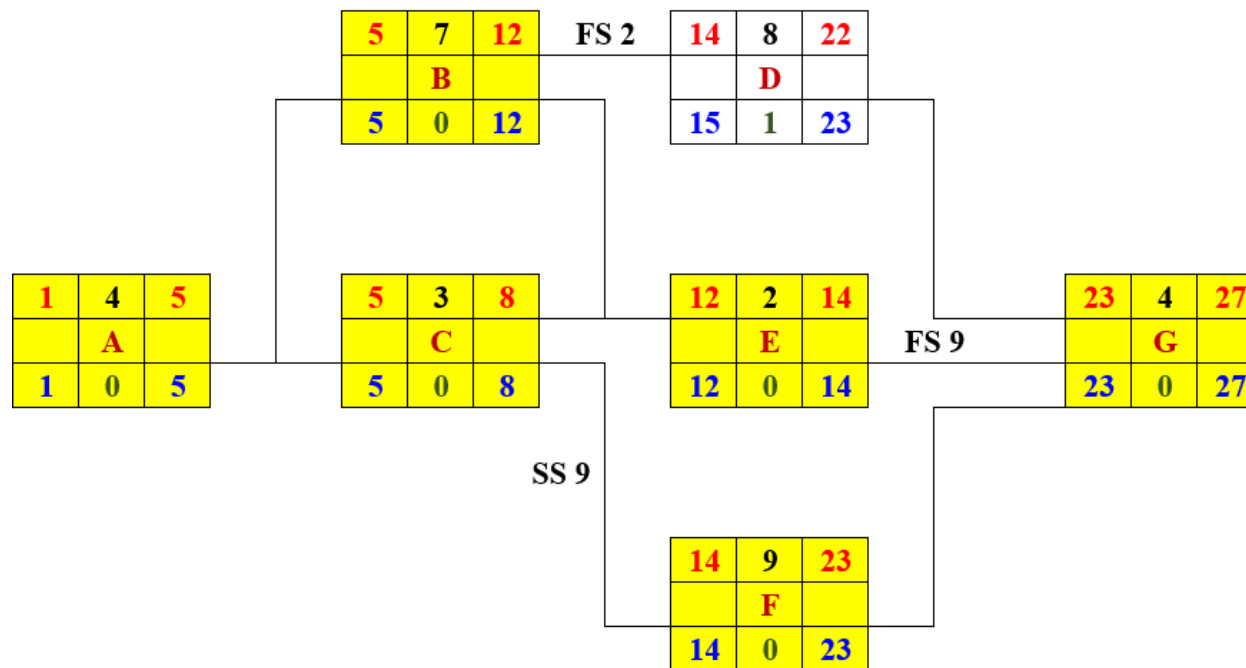 5 7 12 FS 2 14 8 22
B D
5 0 12 15 1 23
1 4 5 5 3 8 12 2 14 23 4 27
A C E FS 9 G
1 0 5 5 0 8 12 0 14 23 0 27
SS 9
14 9 23
F
14 0 23